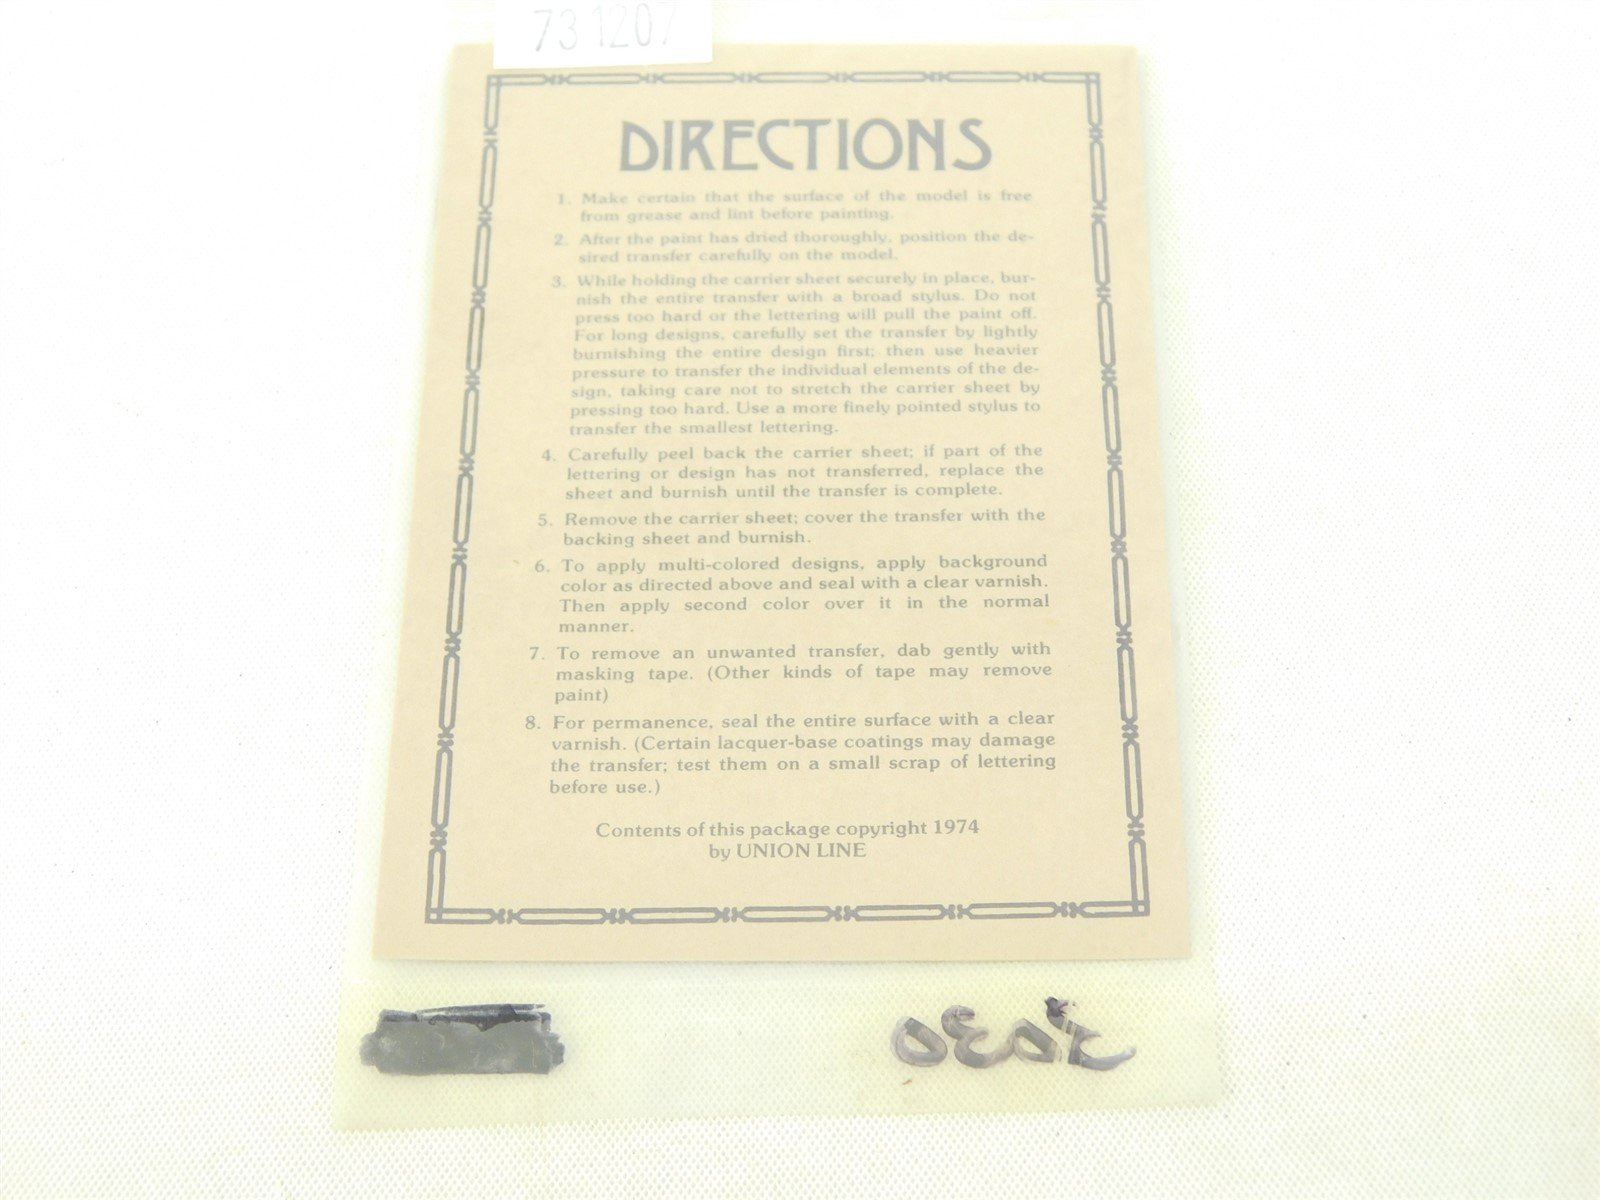 731207
DIRECTIONS
1. Make certain that the surface of the model is free
from grease and lint before painting.
2. After the paint has dried thoroughly, position the de-
sired transfer carefully on the model.
3. While holding the carrier sheet securely in place, bur-
nish the entire transfer with a broad stylus. Do not
press too hard or the lettering will pull the paint off.
For long designs, carefully set the transfer by lightly
burnishing the entire design first; then use heavier
pressure to transfer the individual elements of the de-
sign, taking care not to stretch the carrier sheet by
pressing too hard. Use a more finely pointed stylus to
transfer the smallest lettering.
4. Carefully peel back the carrier sheet; if part of the
lettering or design has not transferred, replace the
sheet and burnish until the transfer is complete.
5. Remove the carrier sheet; cover the transfer with the
backing sheet and burnish.
6. To apply multi-colored designs, apply background
color as directed above and seal with a clear varnish.
Then apply second color over it in the normal
manner.
7. To remove an unwanted transfer, dab gently with
masking tape. (Other kinds of tape may remove
paint)
8. For permanence, seal the entire surface with a clear
varnish. (Certain lacquer-base coatings may damage
the transfer; test them on a small scrap of lettering
before use.)
Contents of this package copyright 1974
by UNION LINE